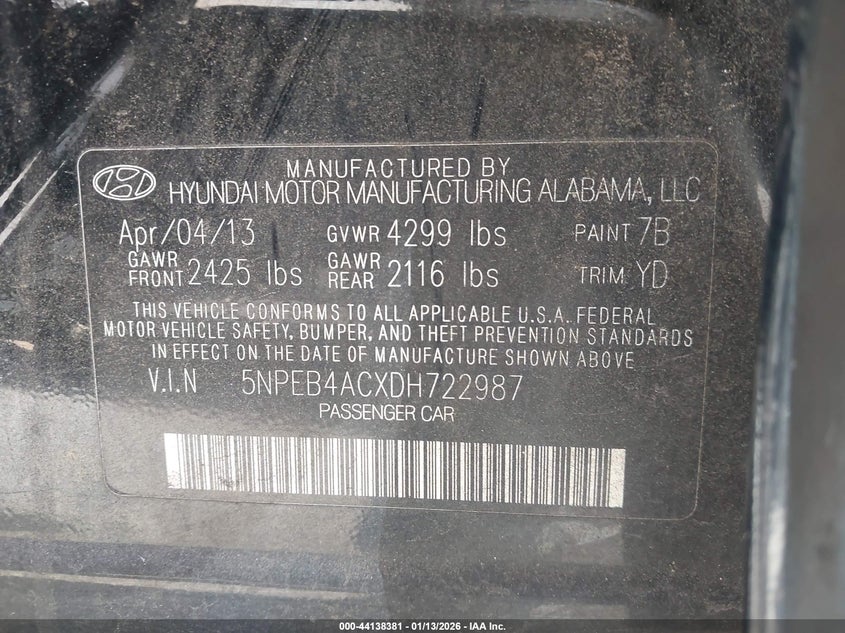 MANUFACTURED BY
HYUNDAI MOTOR MANUFACTURING ALABAMA, LLC
Apr/04/13 GVWR 4299 lbs PAINT 7B
GAWR FRONT 2425 lbs GAWR REAR 2116 lbs TRIM YD
THIS VEHICLE CONFORMS TO ALL APPLICABLE U.S.A. FEDERAL
MOTOR VEHICLE SAFETY, BUMPER, AND THEFT PREVENTION STANDARDS
IN EFFECT ON THE DATE OF MANUFACTURE SHOWN ABOVE
V.I.N 5NPEB4ACXDH722987
PASSENGER CAR
000-44138381 - 01/13/2026 - IAA Inc.